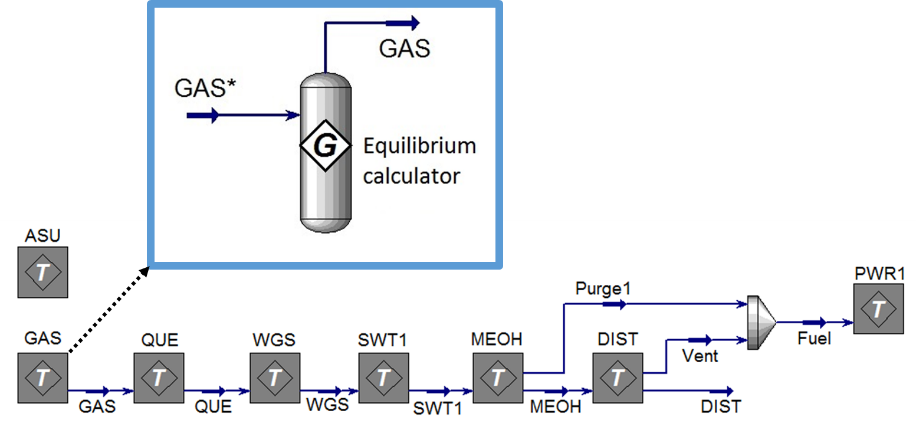 GAS
GAS*
G
Equilibrium
calculator
ASU
T
GAS
T
QUE
T
WGS
T
SWT1
T
MEOH
T
DIST
T
PWR1
T
Purge1
Vent
Fuel
GAS
QUE
WGS
SWT1
MEOH
DIST